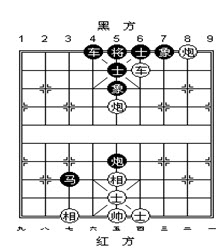 黑 方
1 2 3 4 5 6 7 8 9
车 将 士 象 炮
士 车
象
炮
炮
马 相
士
相 帅 士
九 八 七 六 五 四 三 二 一
红 方